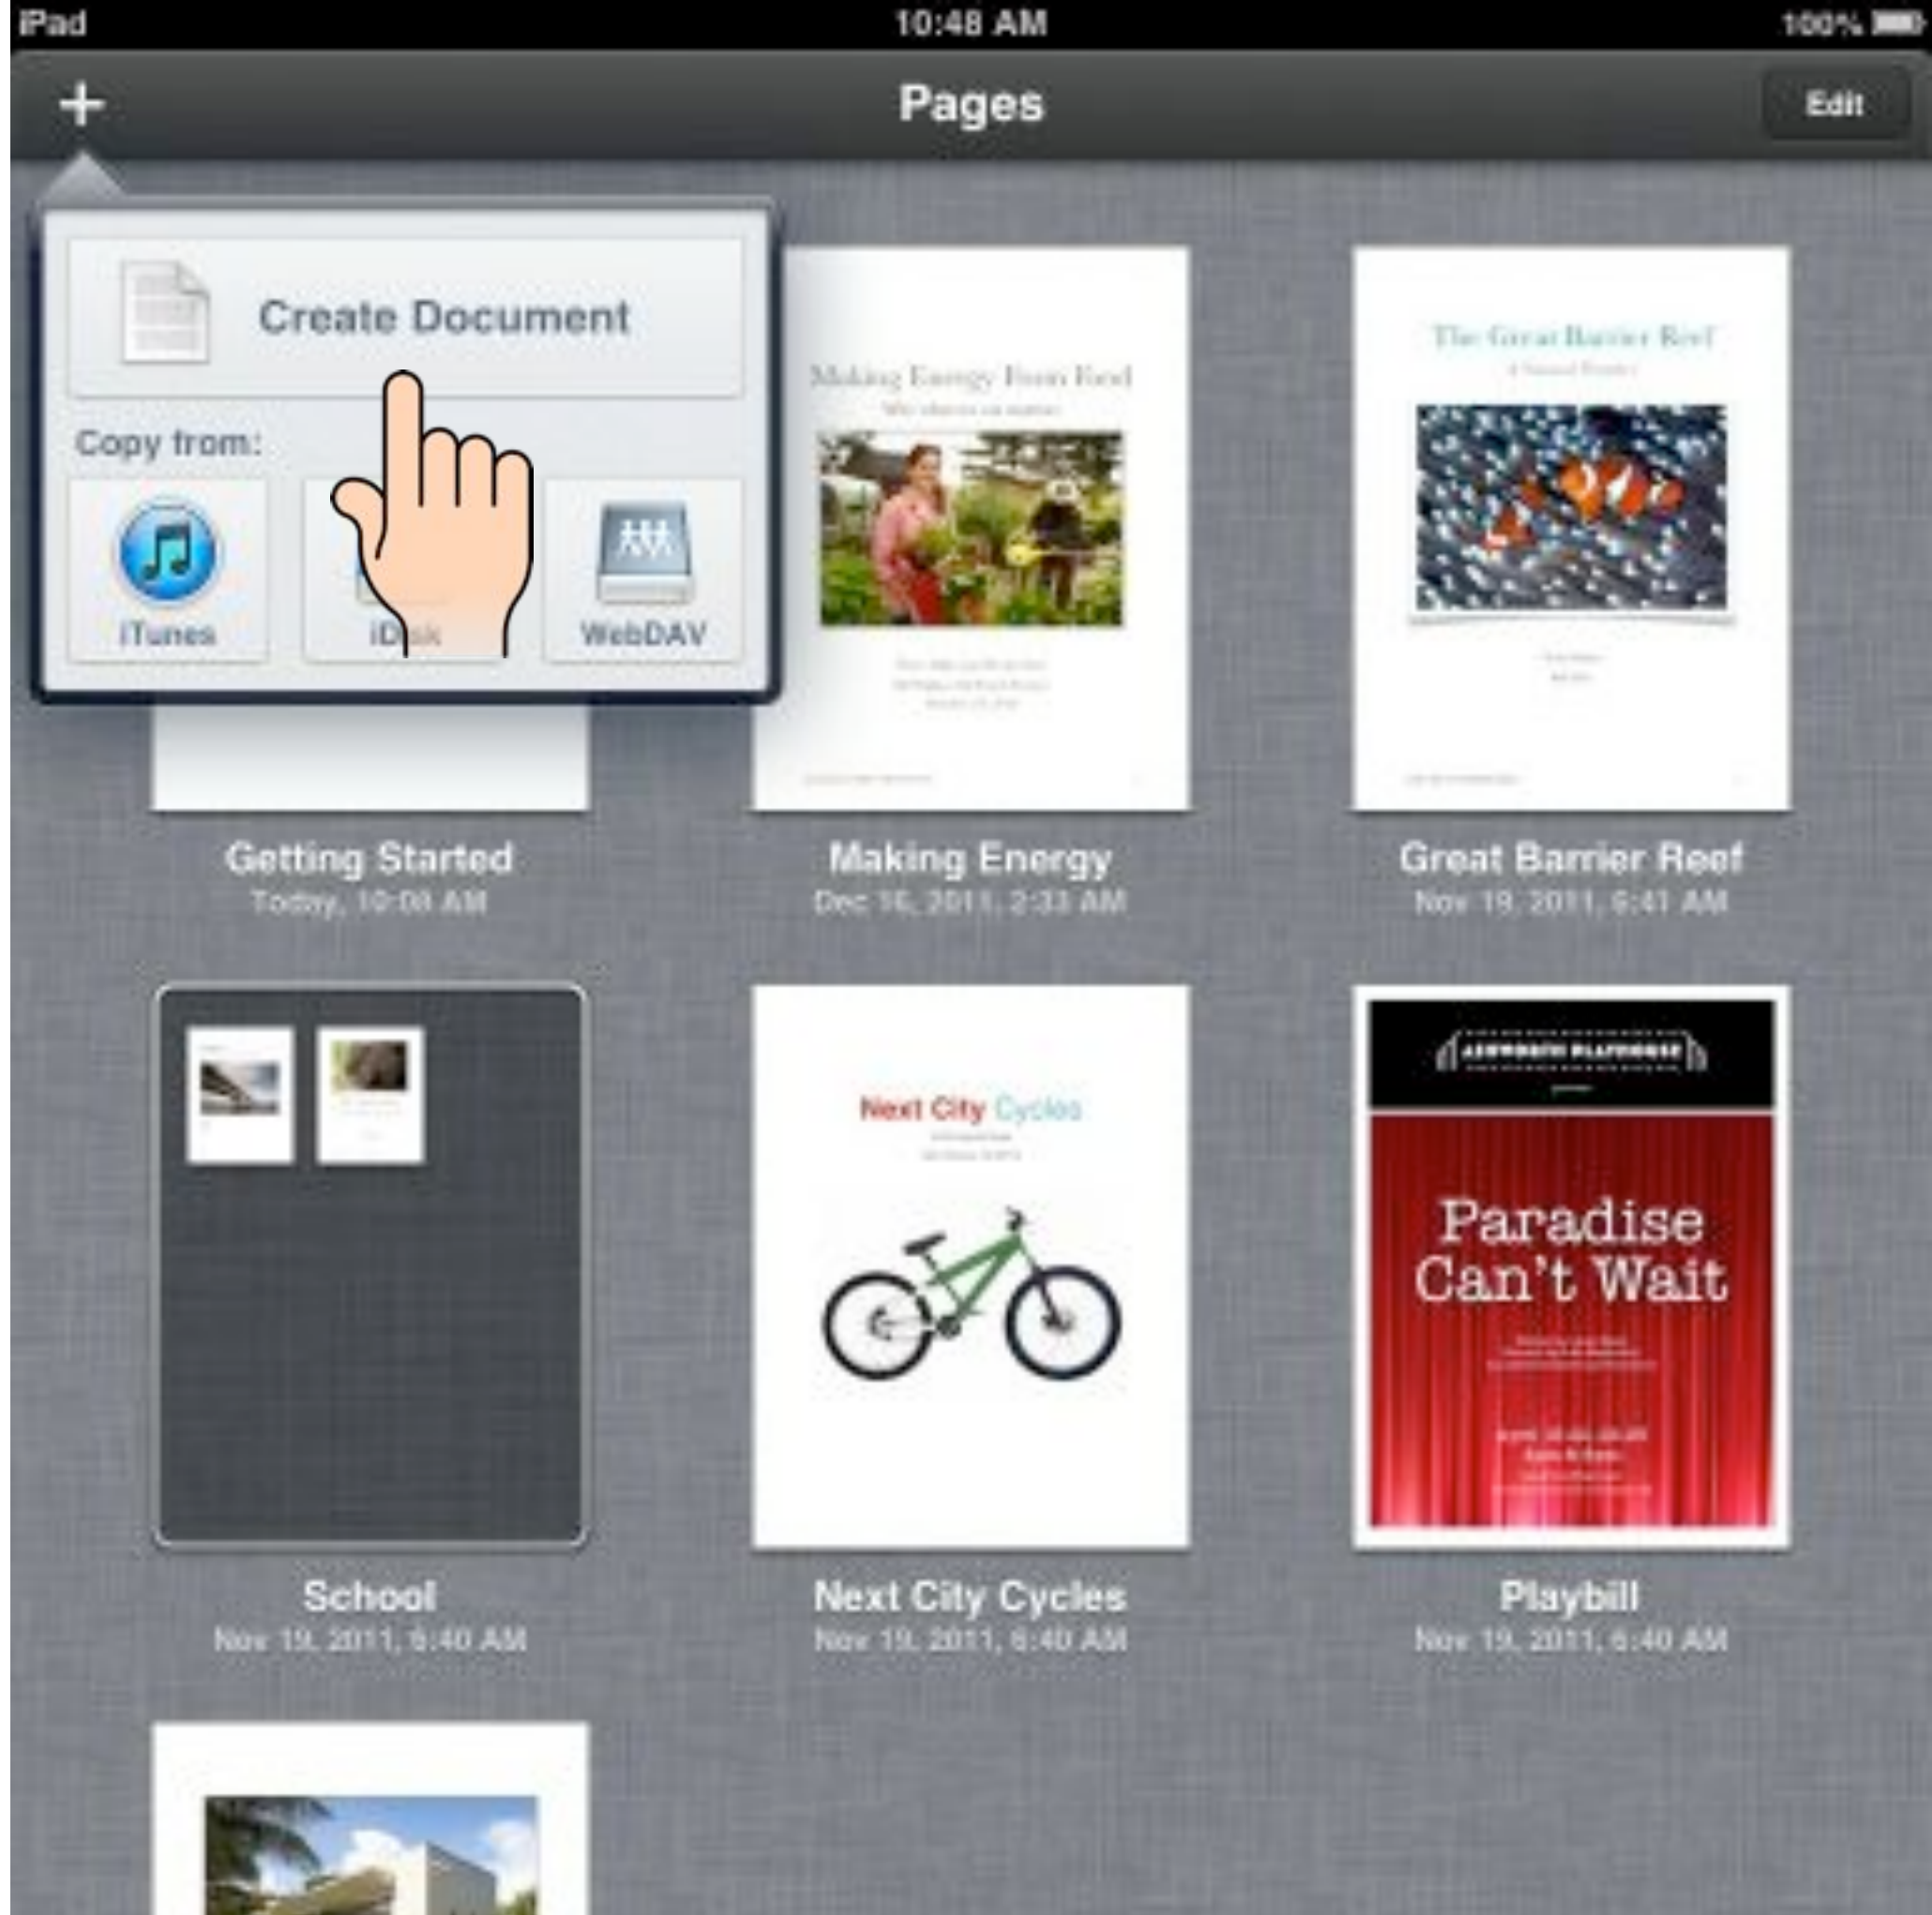 iPad
10:48 AM
100%
Pages
Edit
Create Document
Copy from:
iTunes
iDisk
WebDAV
Making Energy From Food
The Great Barrier Reef
Getting Started
Today, 10:08 AM
Making Energy
Dec 16, 2011, 2:33 AM
Great Barrier Reef
Nov 19, 2011, 6:41 AM
Next City Cycles
ASHWORTH PLAYHOUSE
Paradise
Can't Wait
School
Nov 19, 2011, 6:40 AM
Next City Cycles
Nov 19, 2011, 6:40 AM
Playbill
Nov 19, 2011, 6:40 AM